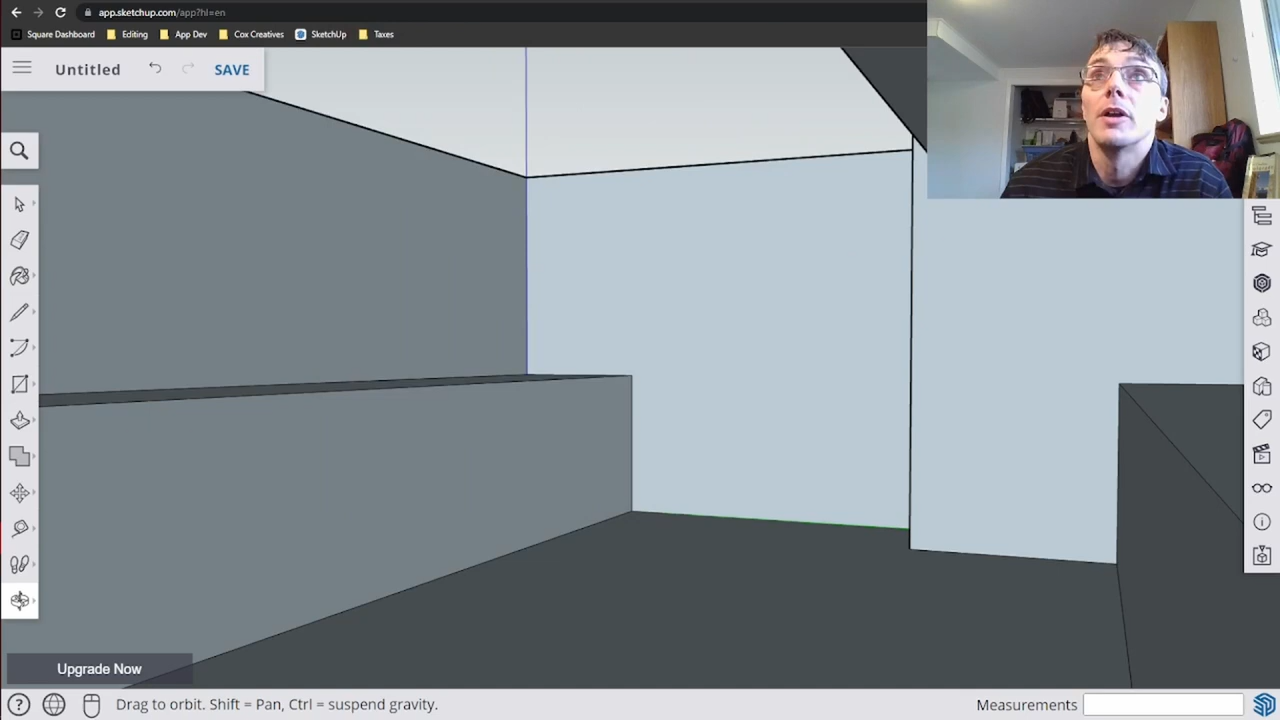 app.sketchup.com/app?hl=en
Square Dashboard Editing App Dev Cox Creatives SketchUp Taxes
Untitled SAVE
Upgrade Now
Drag to orbit. Shift = Pan, Ctrl = suspend gravity. Measurements